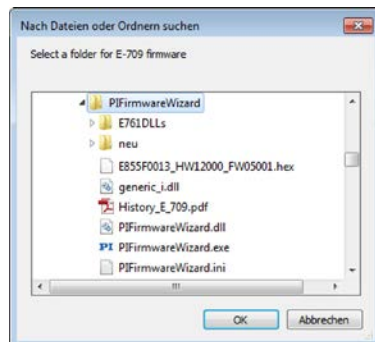 Nach Dateien oder Ordnern suchen
Select a folder for E-709 firmware
PIFirmwareWizard
E761DLLs
neu
E855F0013_HW12000_FW05001.hex
generic_i.dll
History_E_709.pdf
PIFirmwareWizard.dll
PI PIFirmwareWizard.exe
PIFirmwareWizard.ini
OK Abbrechen